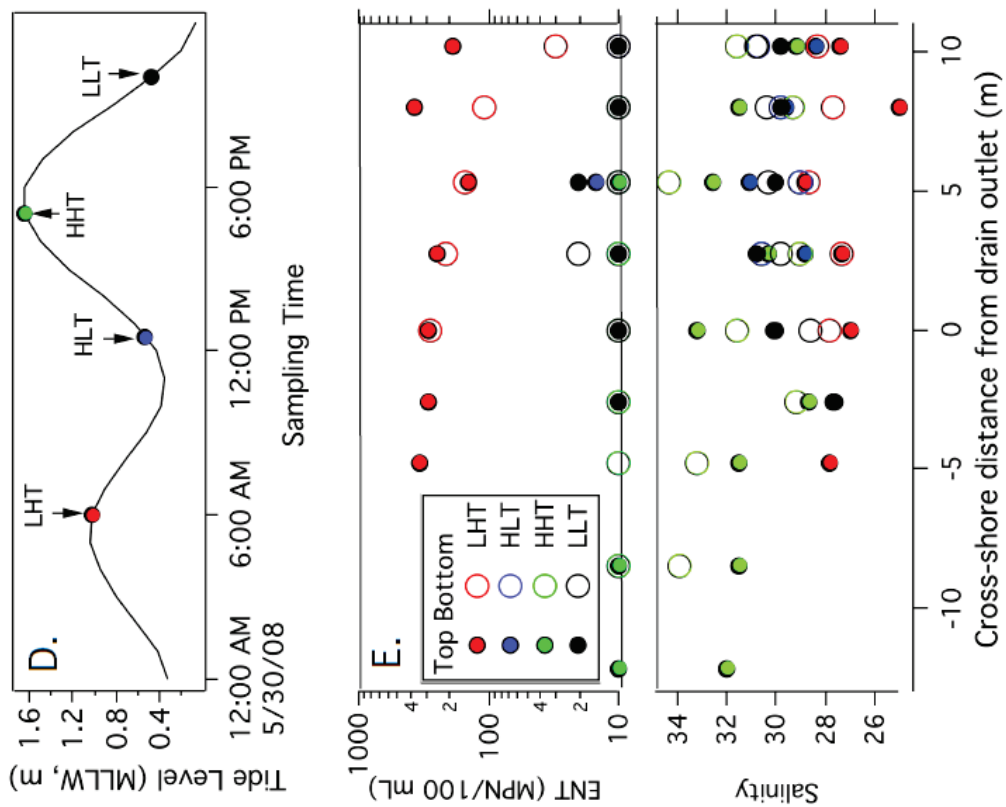 D.
LHT
HLT
HHT
LLT
1.6
1.2
0.8
0.4
Tide Level (MLLW, m)
12:00 AM 6:00 AM 12:00 PM 6:00 PM
5/30/08
Sampling Time
E.
Top Bottom
LHT
HLT
HHT
LLT
1000
4
2
100
4
2
10
ENT (MPN/100 mL)
34
32
30
28
26
Salinity
-10 -5 0 5 10
Cross-shore distance from drain outlet (m)